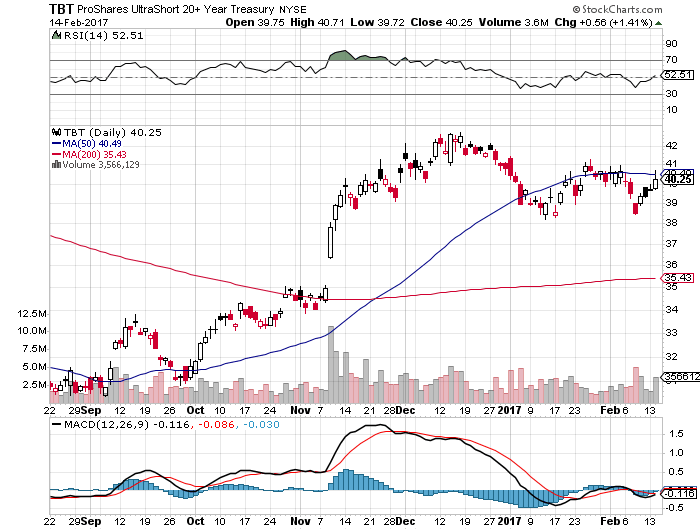 TBT ProShares UltraShort 20+ Year Treasury NYSE © StockCharts.com
14-Feb-2017 Open 39.75 High 40.71 Low 39.72 Close 40.25 Volume 3.6M Chg +0.56 (+1.41%)
RSI(14) 52.51
90
70
52.51
30
10
TBT (Daily) 40.25
MA(50) 40.49
MA(200) 35.43
Volume 3,566,129
42
41
40.25
39
38
37
36
35.43
35
34
33
32
31
12.5M
10.0M
7.5M
5.0M
2.5M
3566129
22 29 Sep 12 19 26 Oct 10 17 24 Nov 7 14 21 28 Dec 12 19 27 2017 9 17 23 Feb 6 13
MACD(12,26,9) -0.116, -0.086, -0.030
1.5
1.0
0.5
-0.116
-0.5
22 29 Sep 12 19 26 Oct 10 17 24 Nov 7 14 21 28 Dec 12 19 27 2017 9 17 23 Feb 6 13